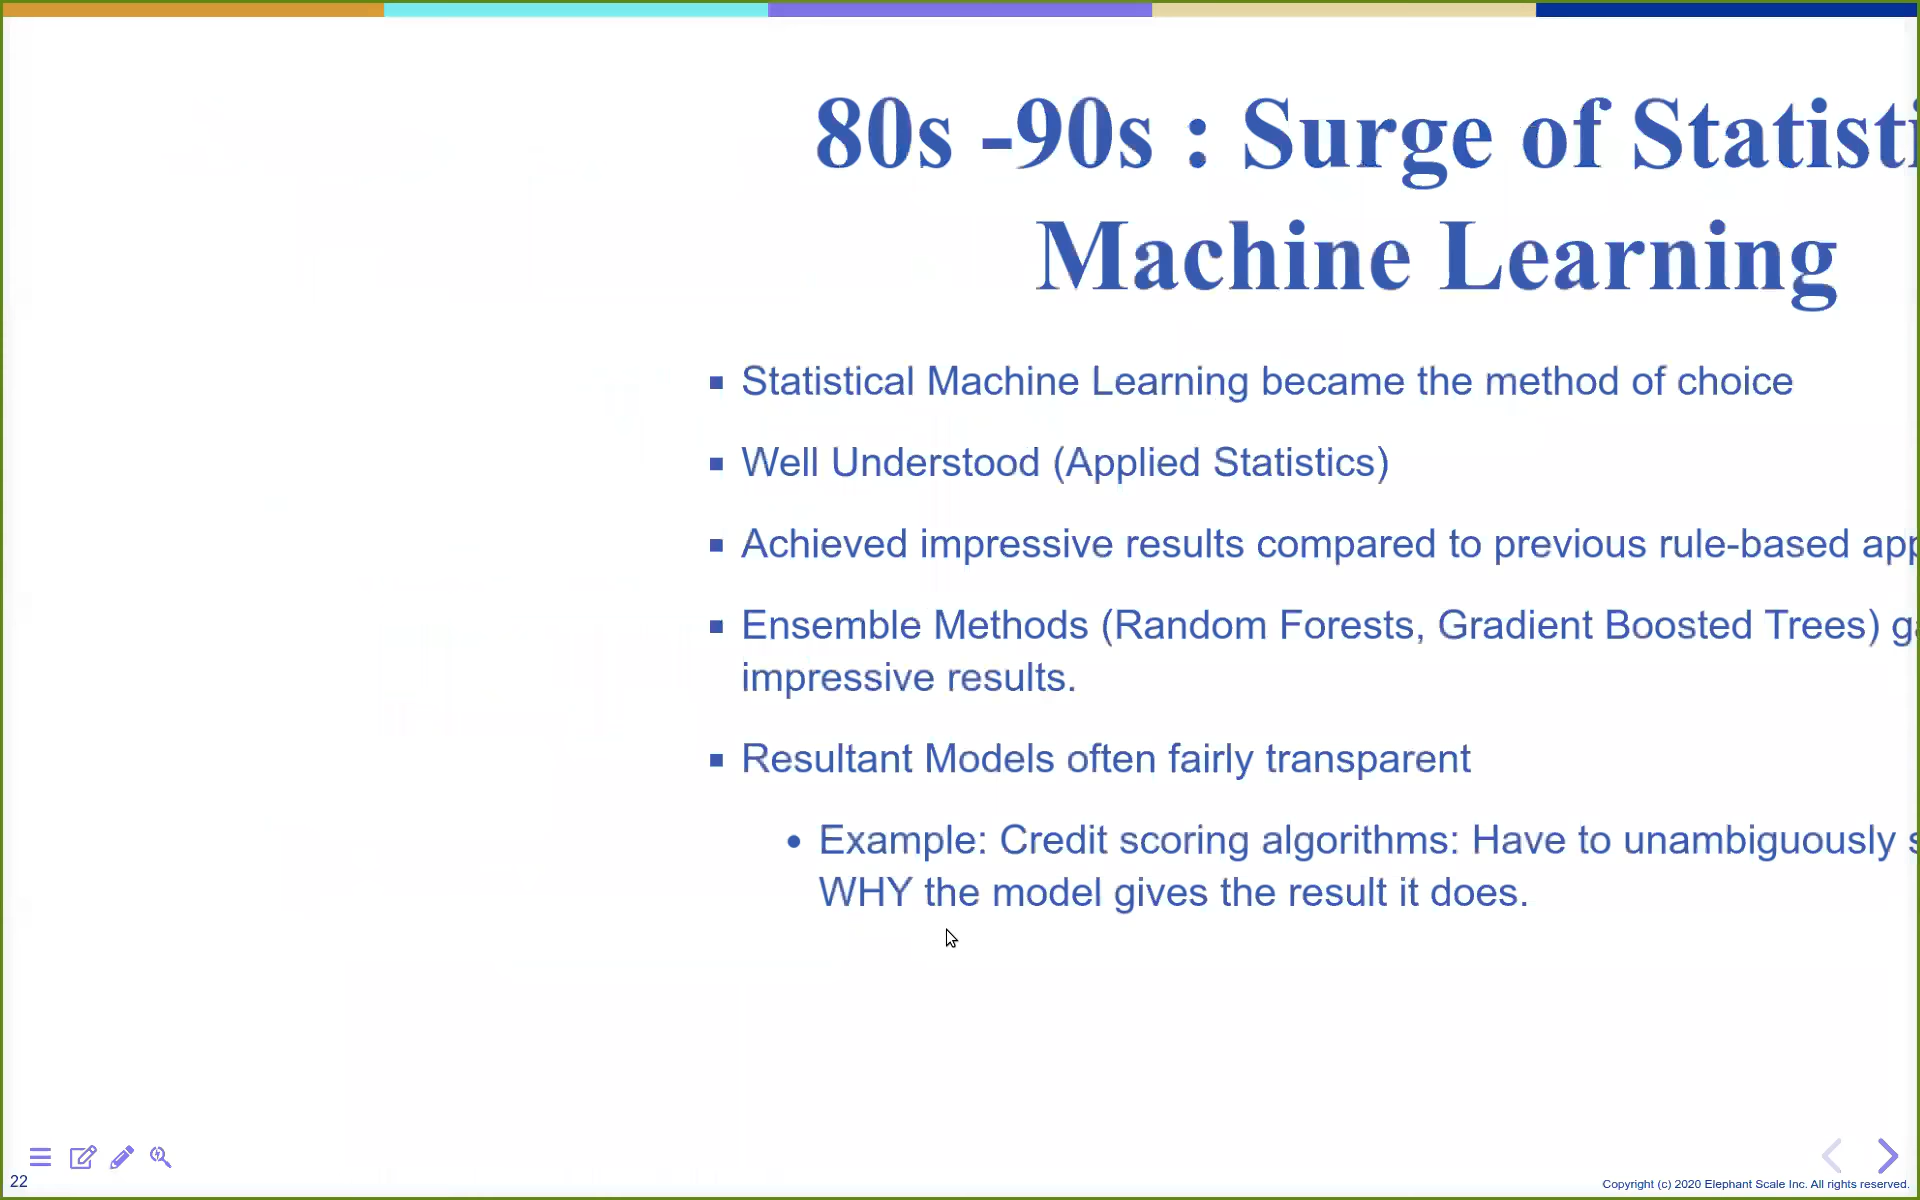 80s -90s : Surge of
Machine Learning
Statistical Machine Learning became the method of choice
Well Understood (Applied Statistics)
Achieved impressive results compared to previous rule-based
Ensemble Methods (Random Forests, Gradient Boosted Trees)
impressive results.
Resultant Models often fairly transparent
Example: Credit scoring algorithms: Have to unambiguously
WHY the model gives the result it does.
22
Copyright (c) 2020 Elephant Scale Inc. All rights reserved.